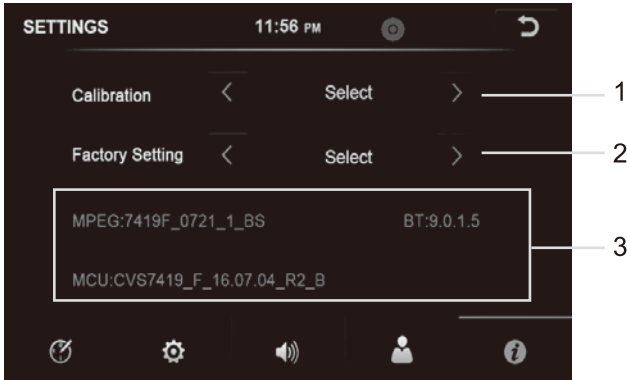 SETTINGS 11:56 PM
Calibration < Select > 1
Factory Setting < Select > 2
MPEG:7419F_0721_1_BS BT:9.0.1.5
3
MCU:CVS7419_F_16.07.04_R2_B